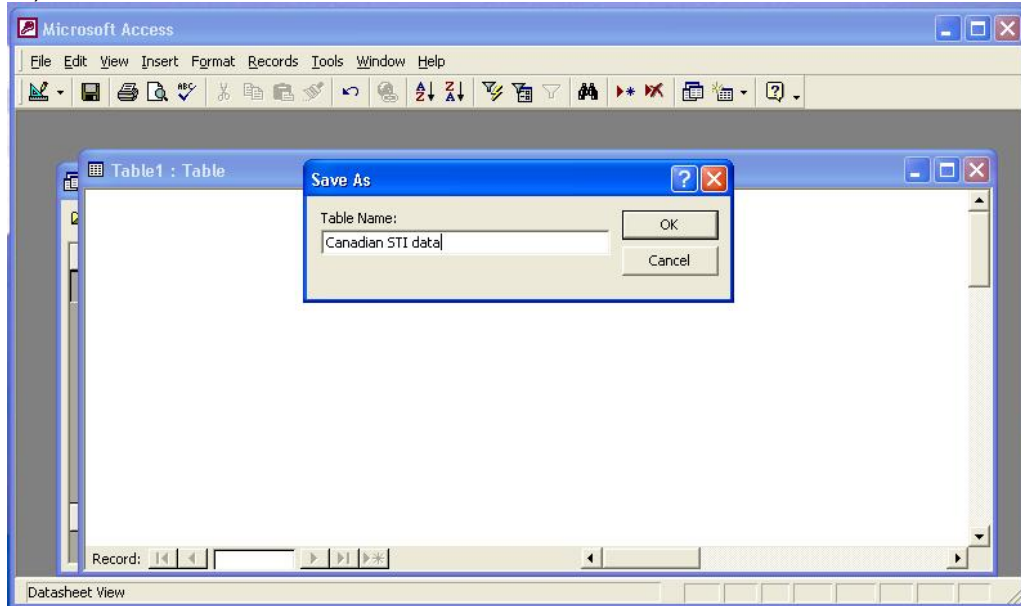 Microsoft Access
File Edit View Insert Format Records Tools Window Help
Table1 : Table
Save As
Table Name:
OK
Canadian STI data
Cancel
Record:
Datasheet View